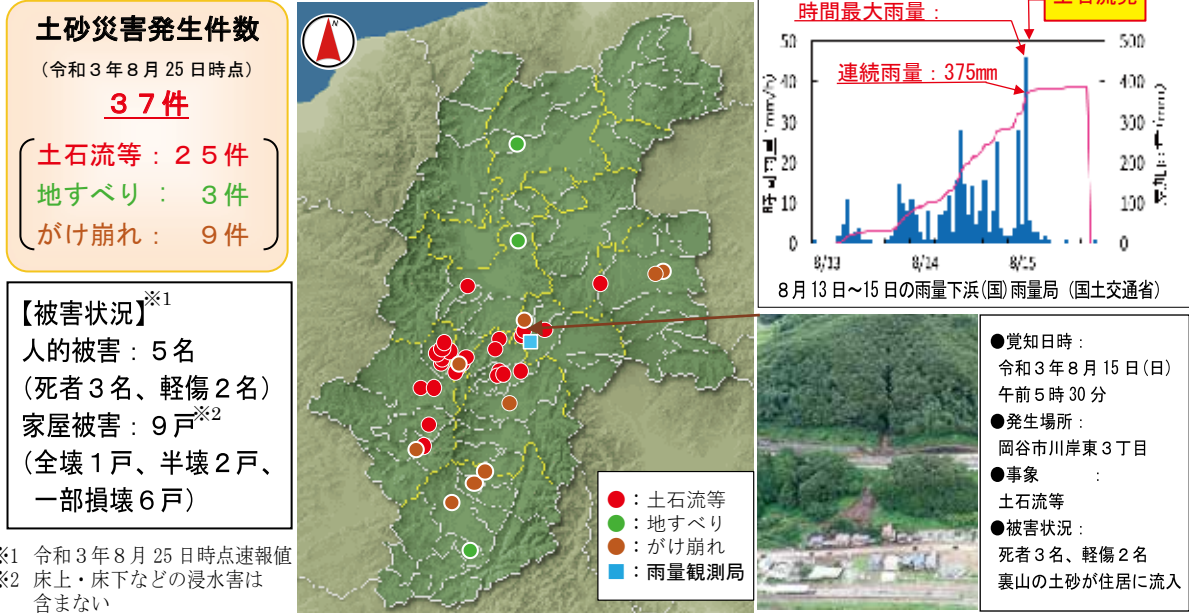 土砂災害発生件数
（令和３年８月25日時点）
３７件
土石流等：２５件
地すべり：　３件
がけ崩れ：　９件
【被害状況】※1
人的被害：５名
（死者３名、軽傷２名）
家屋被害：９戸※2
（全壊１戸、半壊２戸、
一部損壊６戸）
※1 令和３年８月25日時点速報値
※2 床上・床下などの浸水害は
含まない
N
●：土石流等
●：地すべり
●：がけ崩れ
■：雨量観測局
時間最大雨量：
連続雨量：375mm
50
40
30
20
10
0
500
400
300
200
100
0
8/13
8/14
8/15
８月13日～15日の雨量下浜(国)雨量局（国土交通省）
●覚知日時：
令和３年８月15日(日)
午前５時30分
●発生場所：
岡谷市川岸東３丁目
●事象　　：
土石流等
●被害状況：
死者３名、軽傷２名
裏山の土砂が住居に流入